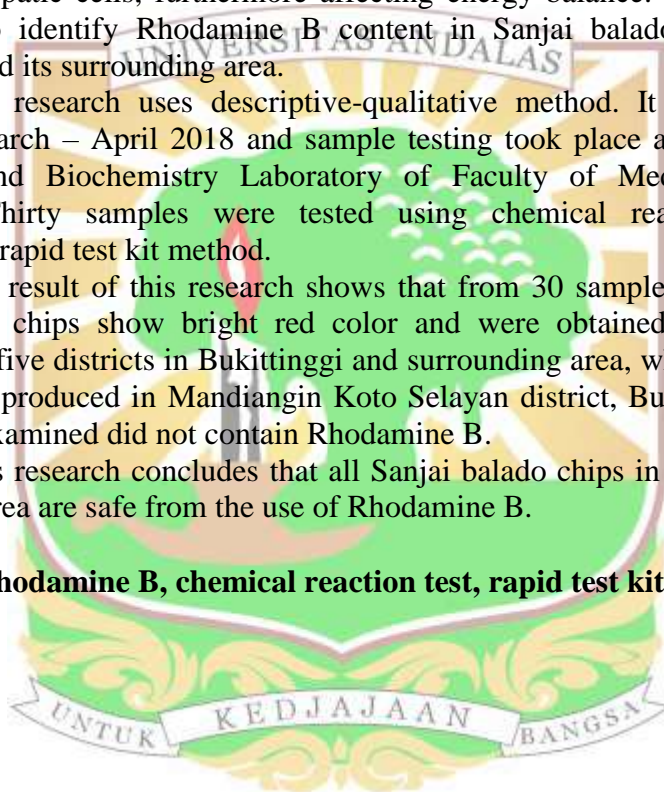 patic cells, furthermore affecting energy balance.
identify Rhodamine B content in Sanjai balado
d its surrounding area.
research uses descriptive-qualitative method. It
arch – April 2018 and sample testing took place a
nd Biochemistry Laboratory of Faculty of Med
Thirty samples were tested using chemical rea
rapid test kit method.
result of this research shows that from 30 sample
chips show bright red color and were obtained
five districts in Bukittinggi and surrounding area, w
produced in Mandiangin Koto Selayan district, Bu
xamined did not contain Rhodamine B.
s research concludes that all Sanjai balado chips in
rea are safe from the use of Rhodamine B.
hodamine B, chemical reaction test, rapid test kit
UNIVERSITAS ANDALAS
UNTUK KEDJAJAAN BANGSA